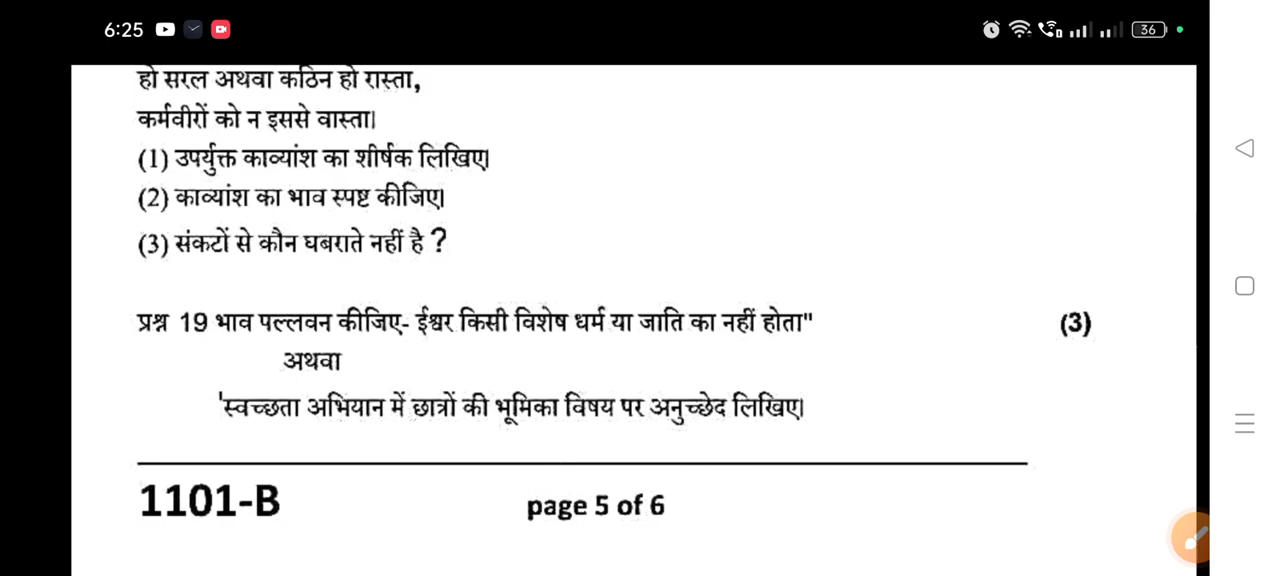 6:25
36
हो सरल अथवा कठिन हो रास्ता,
कर्मवीरों को न इससे वास्ता।
(1) उपर्युक्त काव्यांश का शीर्षक लिखिए।
(2) काव्यांश का भाव स्पष्ट कीजिए।
(3) संकटों से कौन घबराते नहीं है ?
प्रश्न 19 भाव पल्लवन कीजिए- ईश्वर किसी विशेष धर्म या जाति का नहीं होता" (3)
अथवा
'स्वच्छता अभियान में छात्रों की भूमिका विषय पर अनुच्छेद लिखिए।
1101-B page 5 of 6